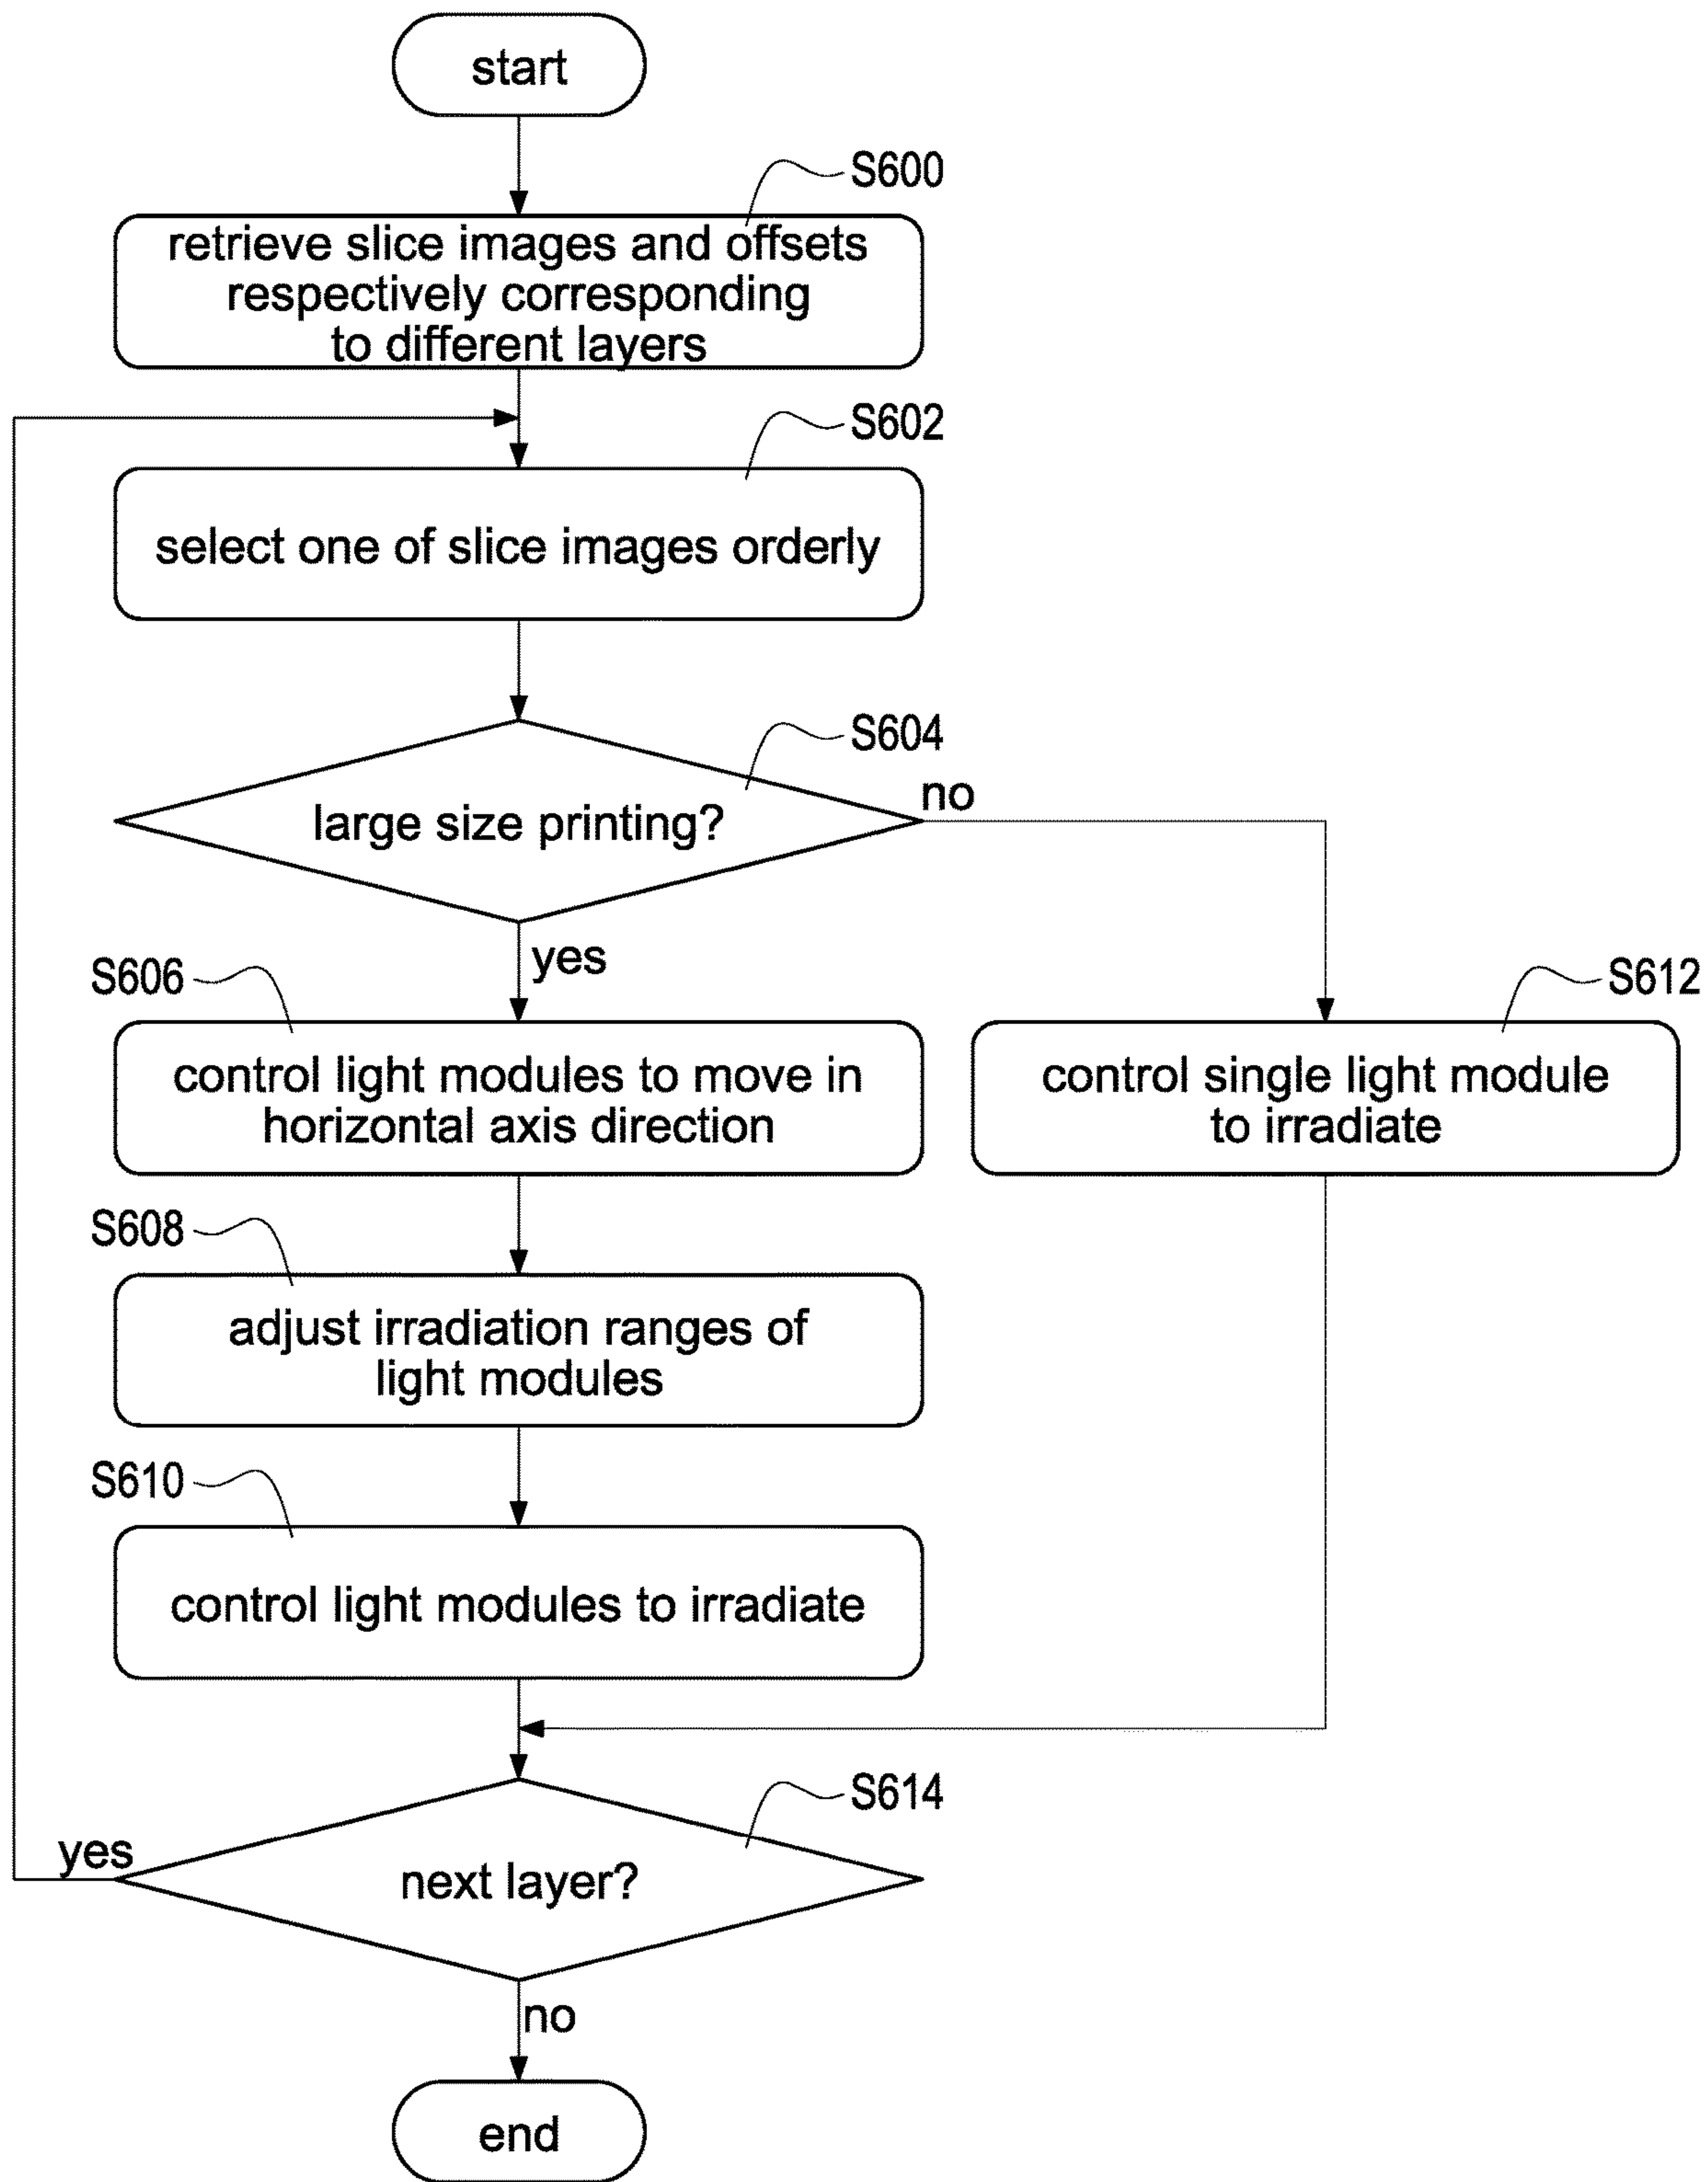 start
S600
retrieve slice images and offsets
respectively corresponding
to different layers
S602
select one of slice images orderly
S604
large size printing?
no
yes
S606
control light modules to move in
horizontal axis direction
S612
control single light module
to irradiate
S608
adjust irradiation ranges of
light modules
S610
control light modules to irradiate
S614
yes
next layer?
no
end